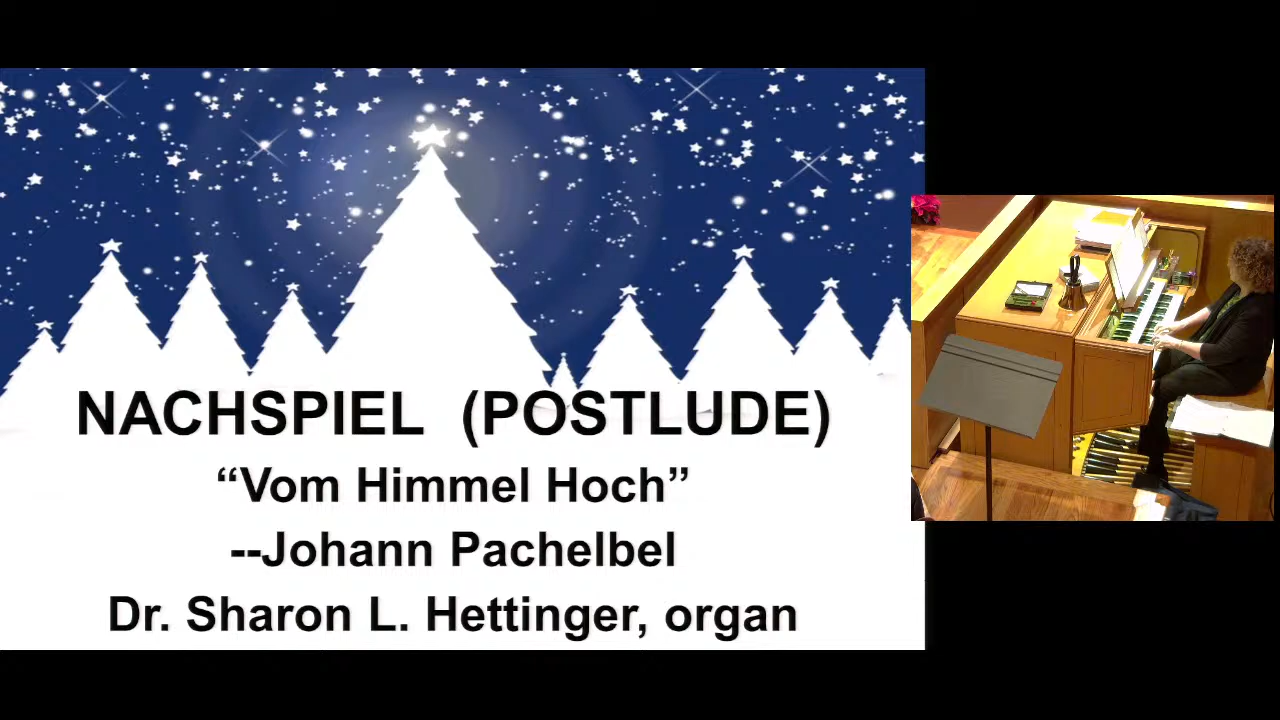 NACHSPIEL (POSTLUDE)
“Vom Himmel Hoch”
--Johann Pachelbel
Dr. Sharon L. Hettinger, organ